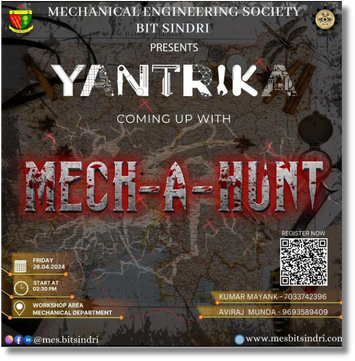 MECHANICAL ENGINEERING SOCIETY
BIT SINDRI
PRESENTS
YANTRIKA
COMING UP WITH
MECH-A-HUNT
REGISTER NOW
FRIDAY
26.04.2024
START AT
02:30 PM
WORKSHOP AREA
MECHANICAL DEPARTMENT
KUMAR MAYANK - 7033742396
AVIRAJ MUNDA - 9693589409
@mes.bitsindri
www.mesbitsindri.com